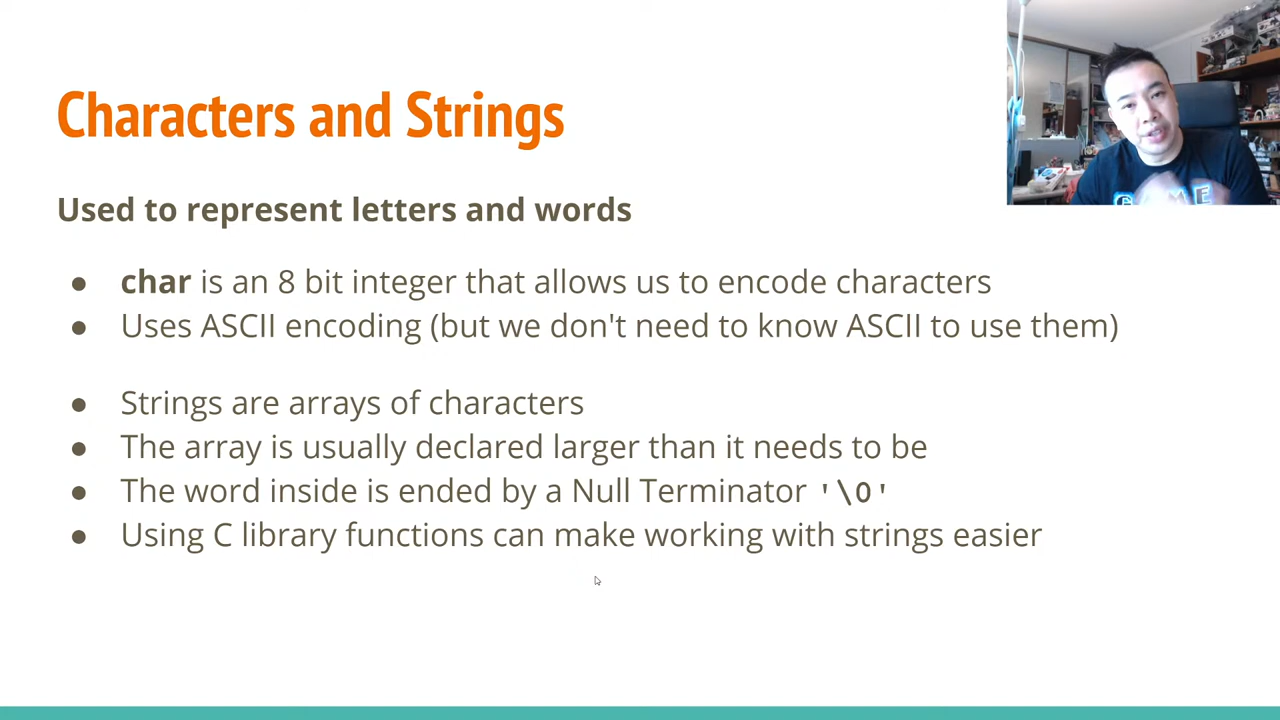 Characters and Strings
Used to represent letters and words
● char is an 8 bit integer that allows us to encode characters
● Uses ASCII encoding (but we don't need to know ASCII to use them)
● Strings are arrays of characters
● The array is usually declared larger than it needs to be
● The word inside is ended by a Null Terminator '\0'
● Using C library functions can make working with strings easier